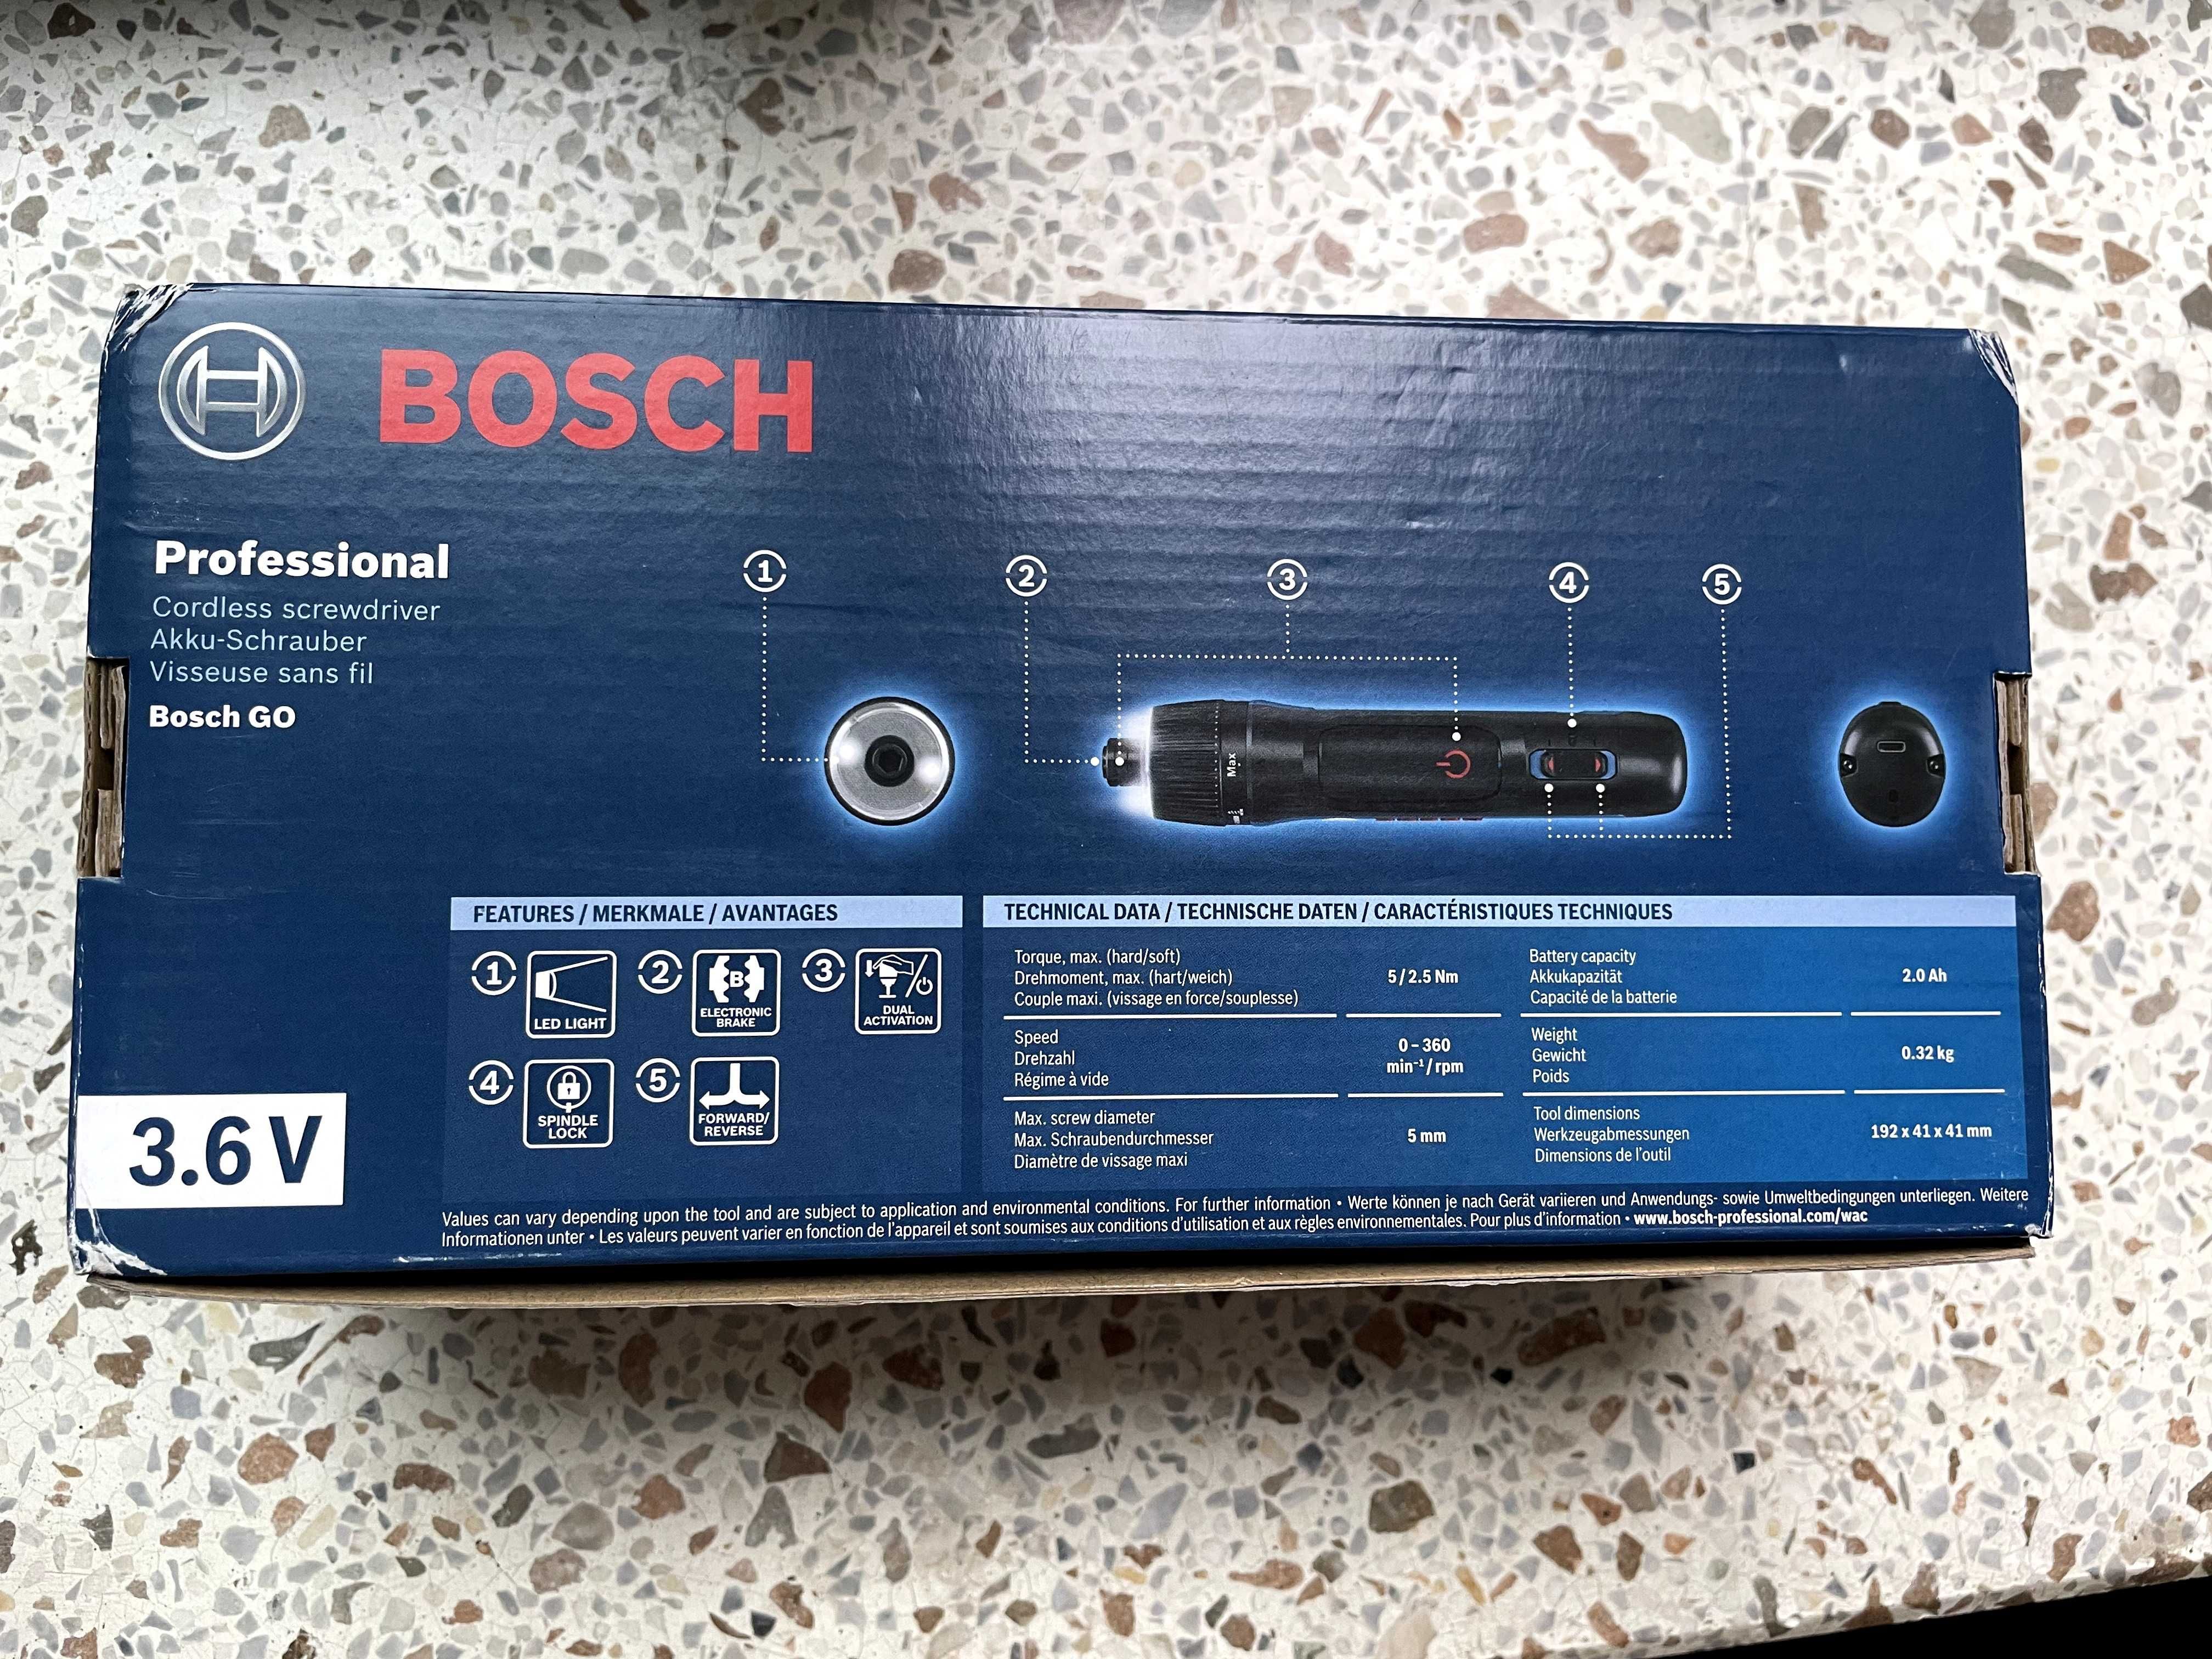 BOSCH
Professional
Cordless screwdriver
Akku-Schrauber
Visseuse sans fil
Bosch GO
1
2
3
4
5
Max
FEATURES / MERKMALE / AVANTAGES
1
LED LIGHT
2
B
ELECTRONIC
BRAKE
3
DUAL
ACTIVATION
4
SPINDLE
LOCK
5
FORWARD/
REVERSE
3.6 V
TECHNICAL DATA / TECHNISCHE DATEN / CARACTÉRISTIQUES TECHNIQUES
Torque, max. (hard/soft)
Drehmoment, max. (hart/weich)
Couple maxi. (vissage en force/souplesse)
5 / 2.5 Nm
Speed
Drehzahl
Régime à vide
0 – 360
min⁻¹ / rpm
Max. screw diameter
Max. Schraubendurchmesser
Diamètre de vissage maxi
5 mm
Battery capacity
Akkukapazität
Capacité de la batterie
2.0 Ah
Weight
Gewicht
Poids
0.32 kg
Tool dimensions
Werkzeugabmessungen
Dimensions de l'outil
192 x 41 x 41 mm
Values can vary depending upon the tool and are subject to application and environmental conditions. For further information • Werte können je nach Gerät variieren und Anwendungs- sowie Umweltbedingungen unterliegen. Weitere
Informationen unter • Les valeurs peuvent varier en fonction de l'appareil et sont soumises aux conditions d'utilisation et aux règles environnementales. Pour plus d'information • www.bosch-professional.com/wac